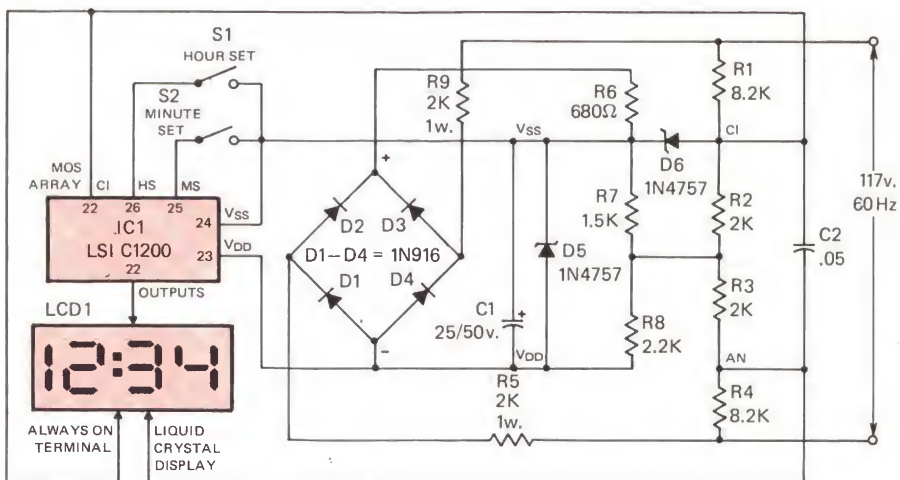 S1
HOUR SET
S2
MINUTE
SET
MOS
ARRAY
CI
HS
MS
22
26
25
24
VSS
IC1
LSI C1200
VDD
23
22
OUTPUTS
LCD1
12:34
ALWAYS ON
TERMINAL
LIQUID
CRYSTAL
DISPLAY
R9
2K
1w.
+
D2
D3
D1–D4 = 1N916
D1
D4
–
R6
680Ω
VSS
D6
1N4757
R7
1.5K
D5
1N4757
C1
25/50v.
+
VDD
R8
2.2K
R5
2K
1w.
R1
8.2K
CI
R2
2K
R3
2K
AN
R4
8.2K
C2
.05
117v.
60 Hz